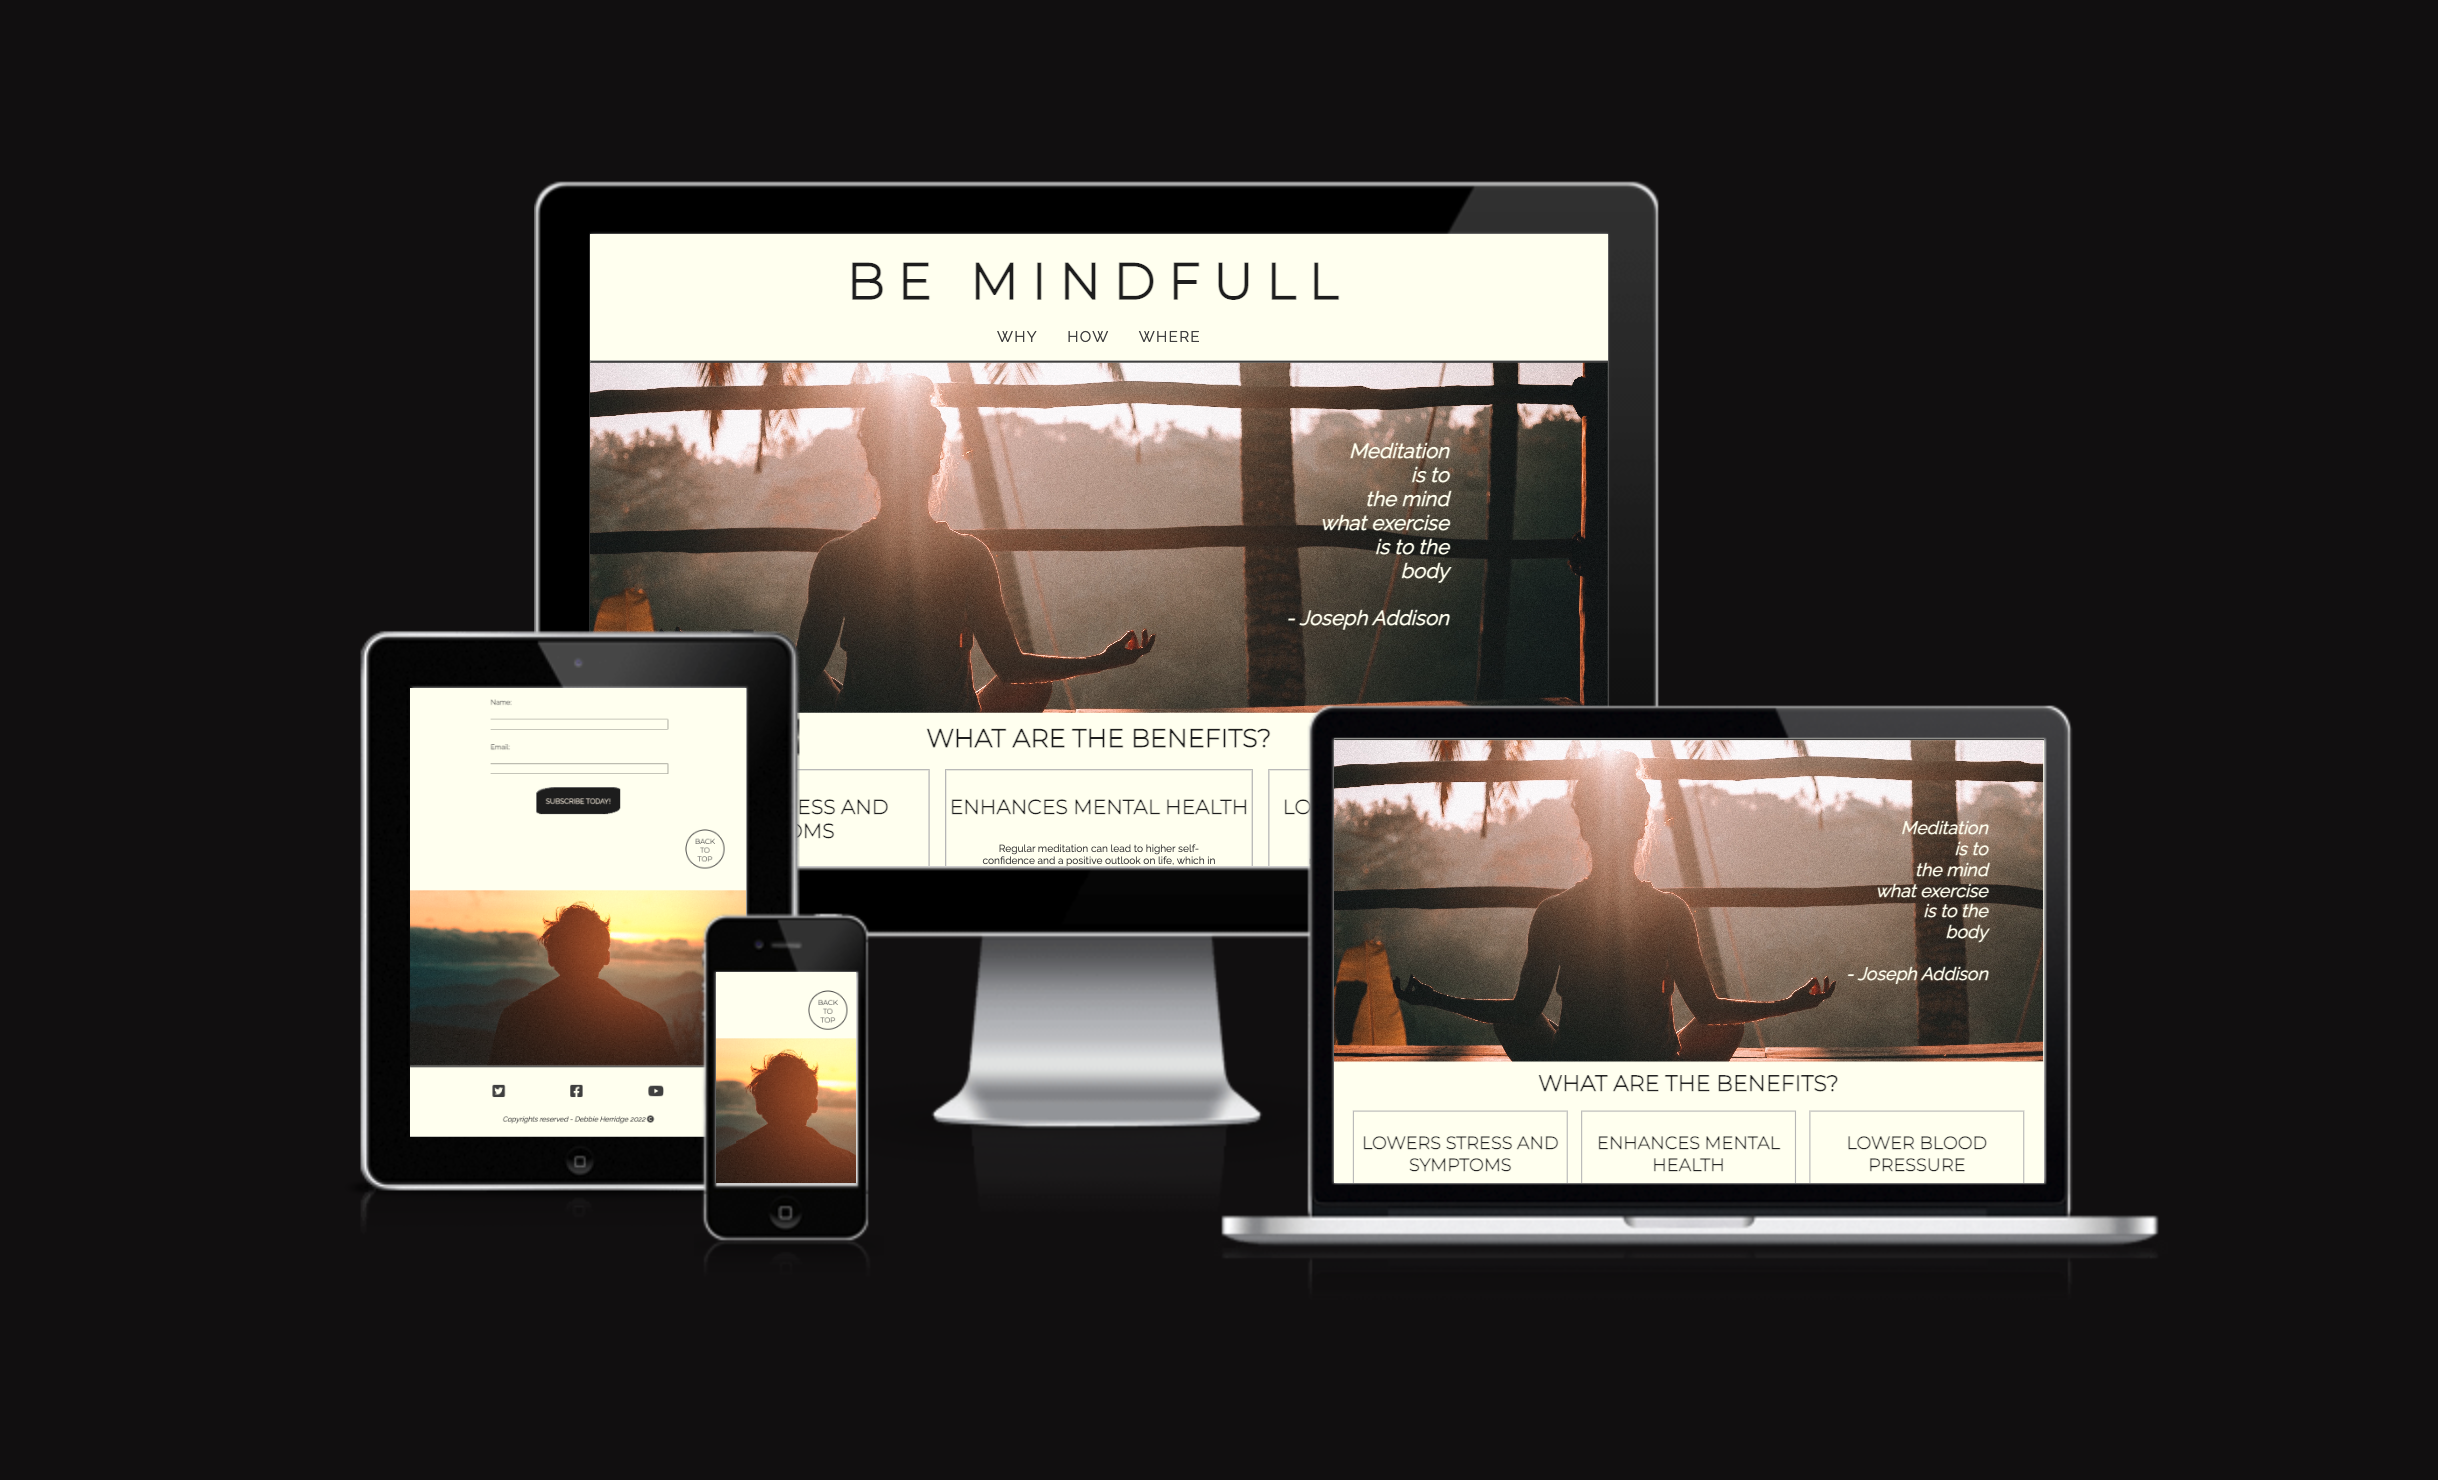 BE MINDFULL
WHY HOW WHERE
Meditation
is to
the mind
what exercise
is to the
body
- Joseph Addison
WHAT ARE THE BENEFITS?
ESS AND
OMS
ENHANCES MENTAL HEALTH
Regular meditation can lead to higher self-
confidence and a positive outlook on life, which in
LO
Name:
Email:
SUBSCRIBE TODAY!
BACK
TO
TOP
Copyrights reserved - Debbie Herridge 2022
BACK
TO
TOP
Meditation
is to
the mind
what exercise
is to the
body
- Joseph Addison
WHAT ARE THE BENEFITS?
LOWERS STRESS AND
SYMPTOMS
ENHANCES MENTAL
HEALTH
LOWER BLOOD
PRESSURE